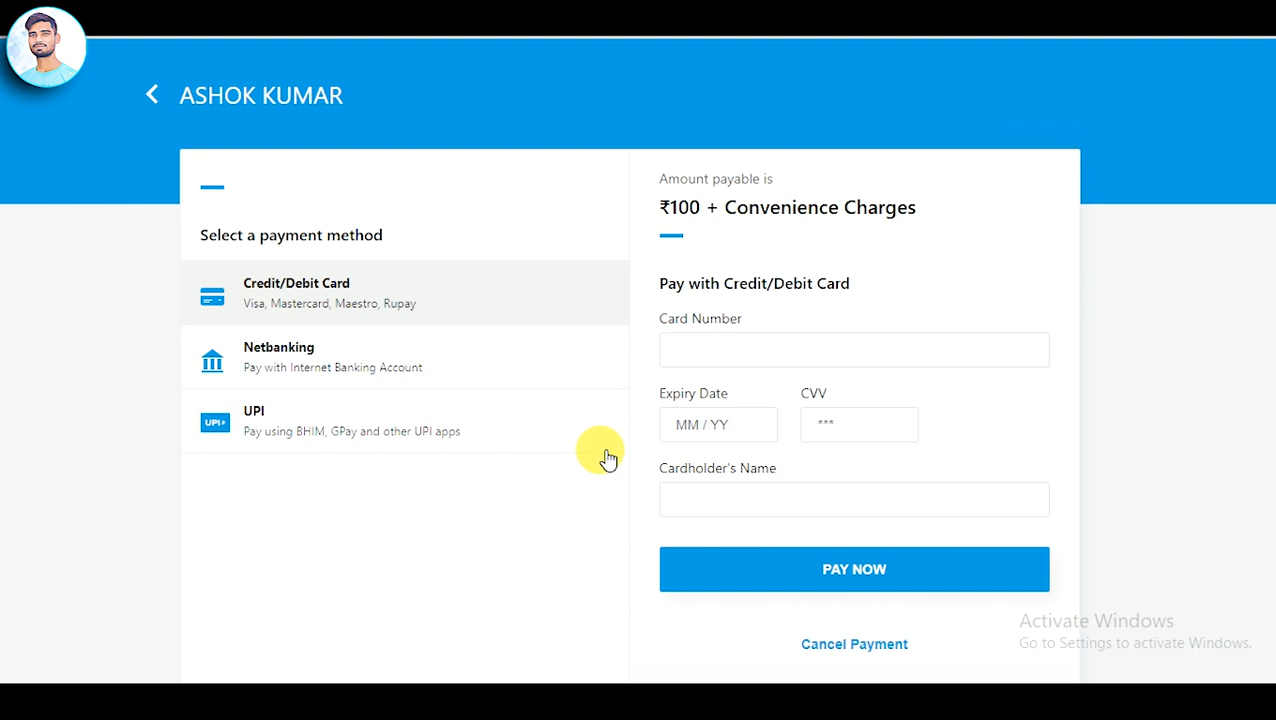 ASHOK KUMAR
Select a payment method
Credit/Debit Card
Visa, Mastercard, Maestro, Rupay
Netbanking
Pay with Internet Banking Account
UPI
UPI
Pay using BHIM, GPay and other UPI apps
Amount payable is
₹100 + Convenience Charges
Pay with Credit/Debit Card
Card Number
Expiry Date CVV
MM / YY ***
Cardholder's Name
PAY NOW
Cancel Payment
Activate Windows
Go to Settings to activate Windows.